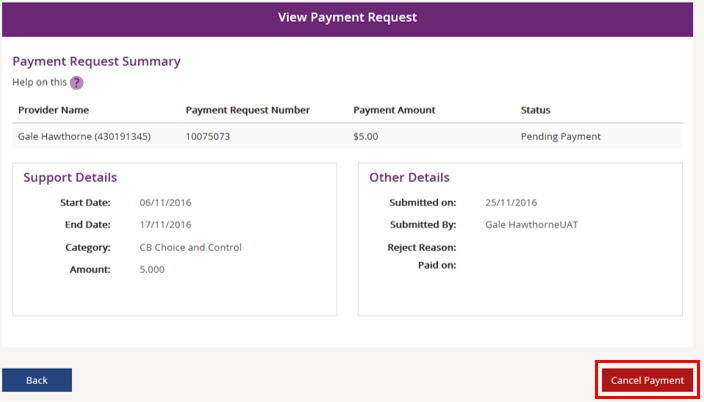 View Payment Request
Payment Request Summary
Help on this ?
Provider Name Payment Request Number Payment Amount Status
Gale Hawthorne (430191345) 10075073 $5.00 Pending Payment
Support Details
Start Date: 06/11/2016
End Date: 17/11/2016
Category: CB Choice and Control
Amount: 5.000
Other Details
Submitted on: 25/11/2016
Submitted By: Gale HawthorneUAT
Reject Reason:
Paid on:
Back
Cancel Payment